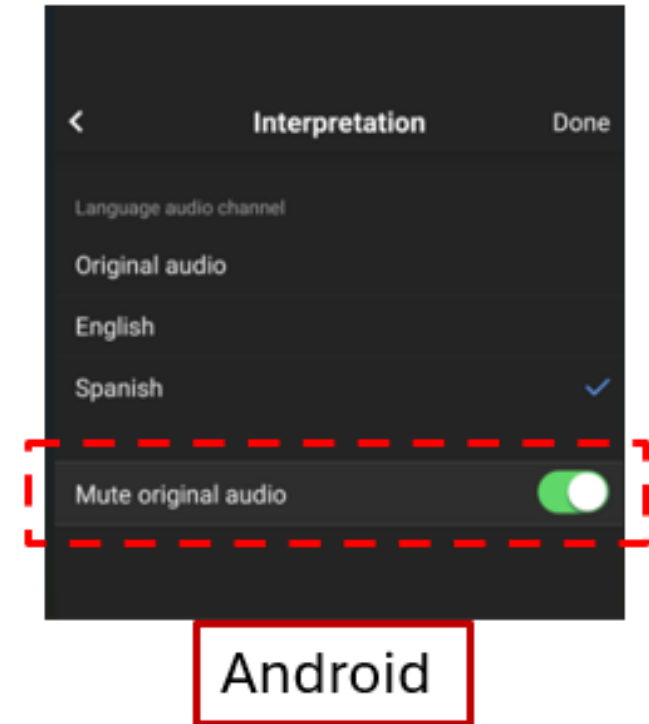 Interpretation Done
Language audio channel
Original audio
English
Spanish
Mute original audio
Android